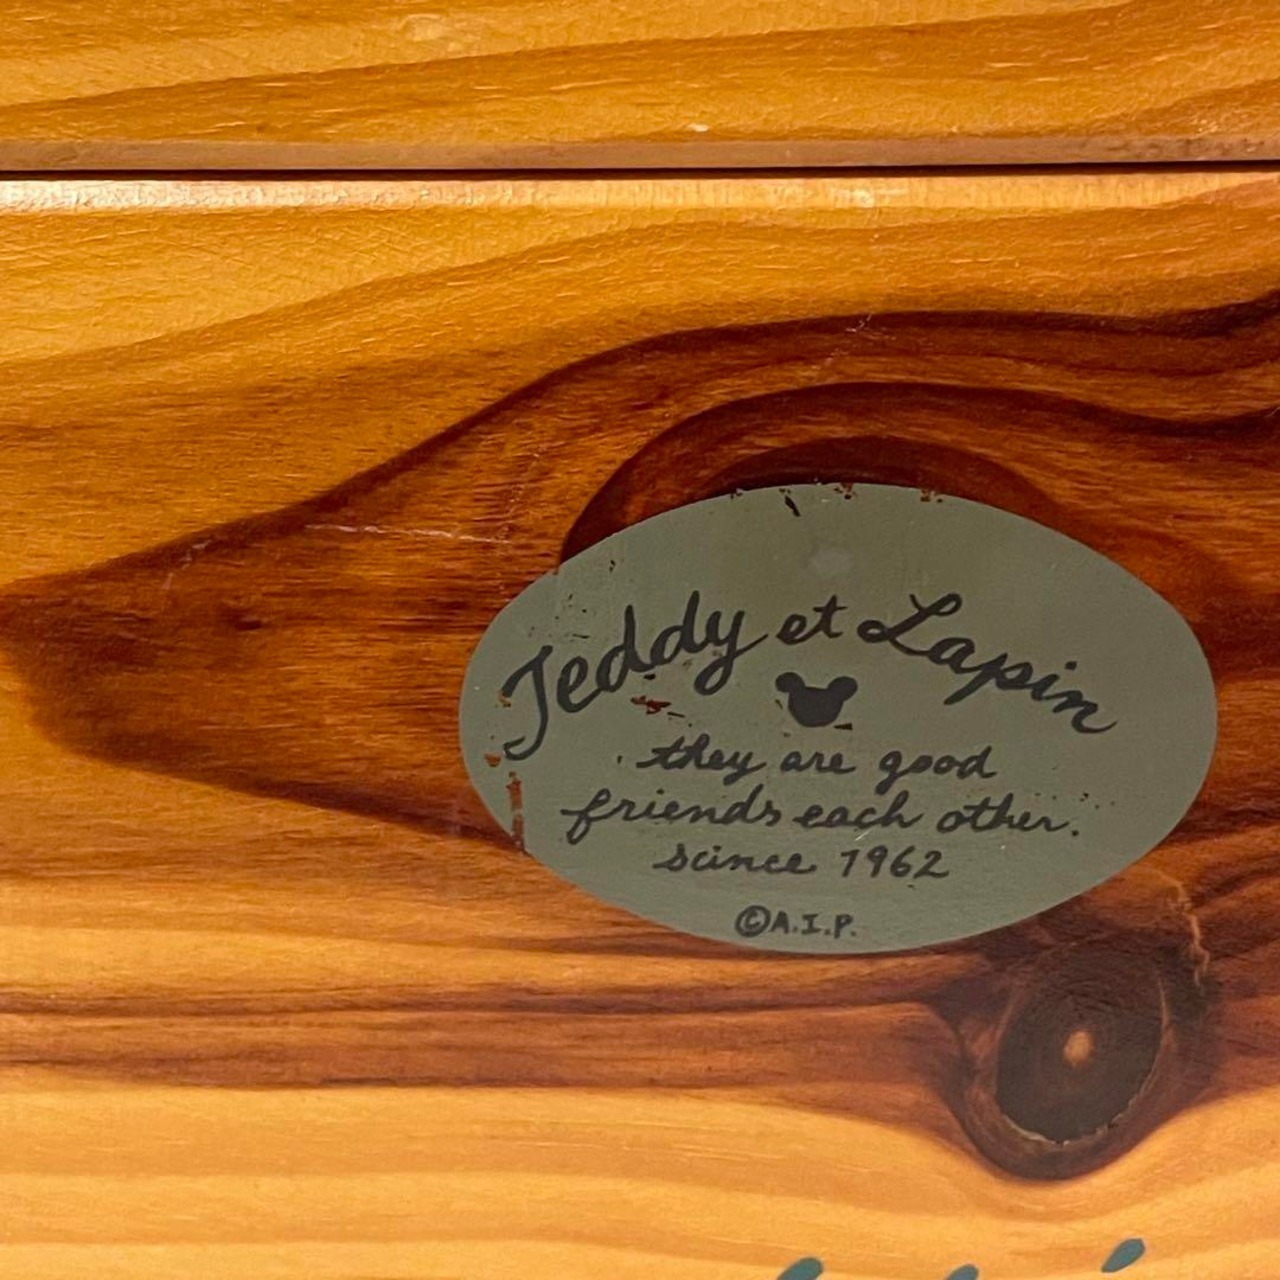 Teddy et Lapin
they are good
friends each other.
scince 1962
©A.I.P.